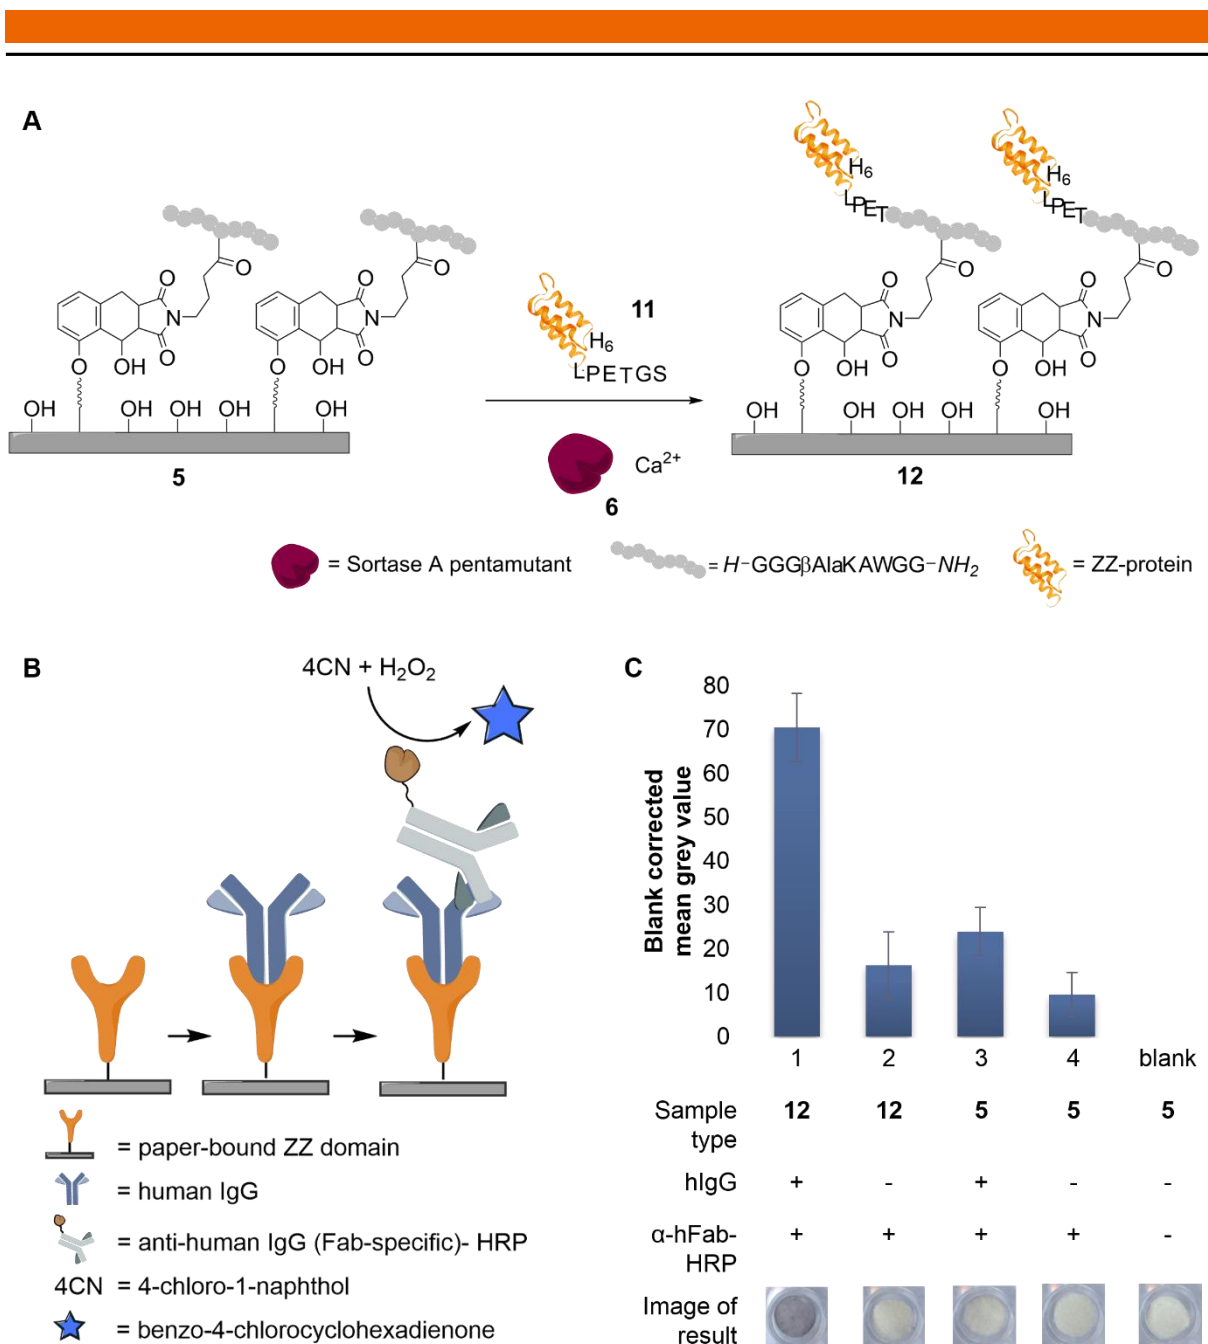 A
H6
LPET
H6
LPET
O
O
O
O
O
O
N
N
O
O
OH
O
OH
O
OH
OH
OH
OH
OH
5
11
H6
LPETGS
Ca2+
6
O
O
O
O
O
O
N
N
O
O
OH
O
OH
O
OH
OH
OH
OH
OH
12
= Sortase A pentamutant
= H-GGGβAlaKAWGG-NH2
= ZZ-protein
B
4CN + H2O2
= paper-bound ZZ domain
= human IgG
= anti-human IgG (Fab-specific)- HRP
4CN = 4-chloro-1-naphthol
= benzo-4-chlorocyclohexadienone
C
Blank corrected
mean grey value
80
70
60
50
40
30
20
10
0
1 2 3 4 blank
Sample type 12 12 5 5 5
hIgG + - + - -
α-hFab-HRP + + + + -
Image of
result